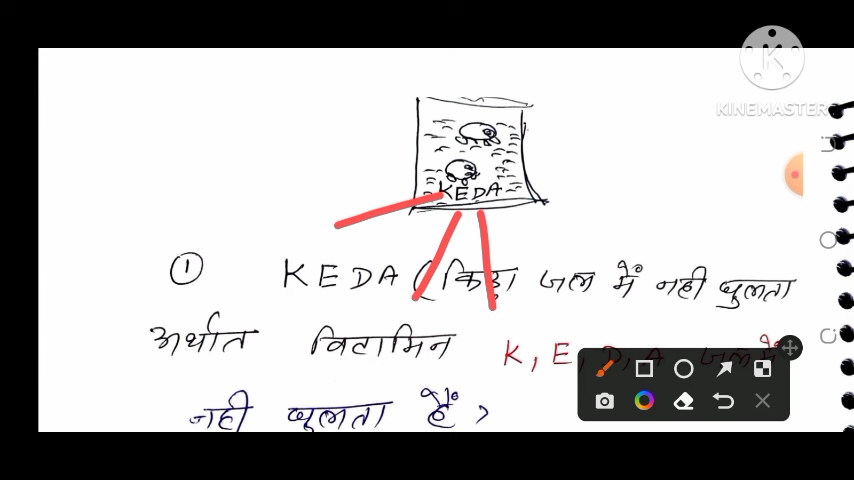 K
KINEMASTER
KEDA
① KEDA ( किड़ा जल में नही घुलता
अर्थात विटामिन K, E, D, A जल में
नही घुलता हैं,